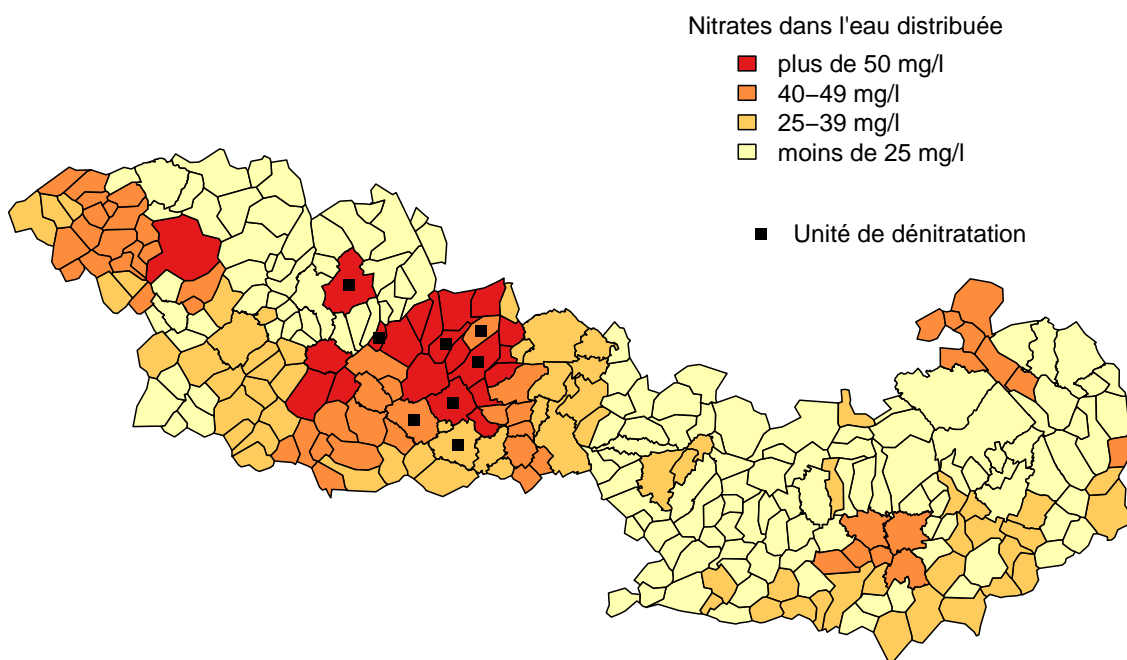 Nitrates dans l'eau distribuée
plus de 50 mg/l
40−49 mg/l
25−39 mg/l
moins de 25 mg/l
Unité de dénitratation